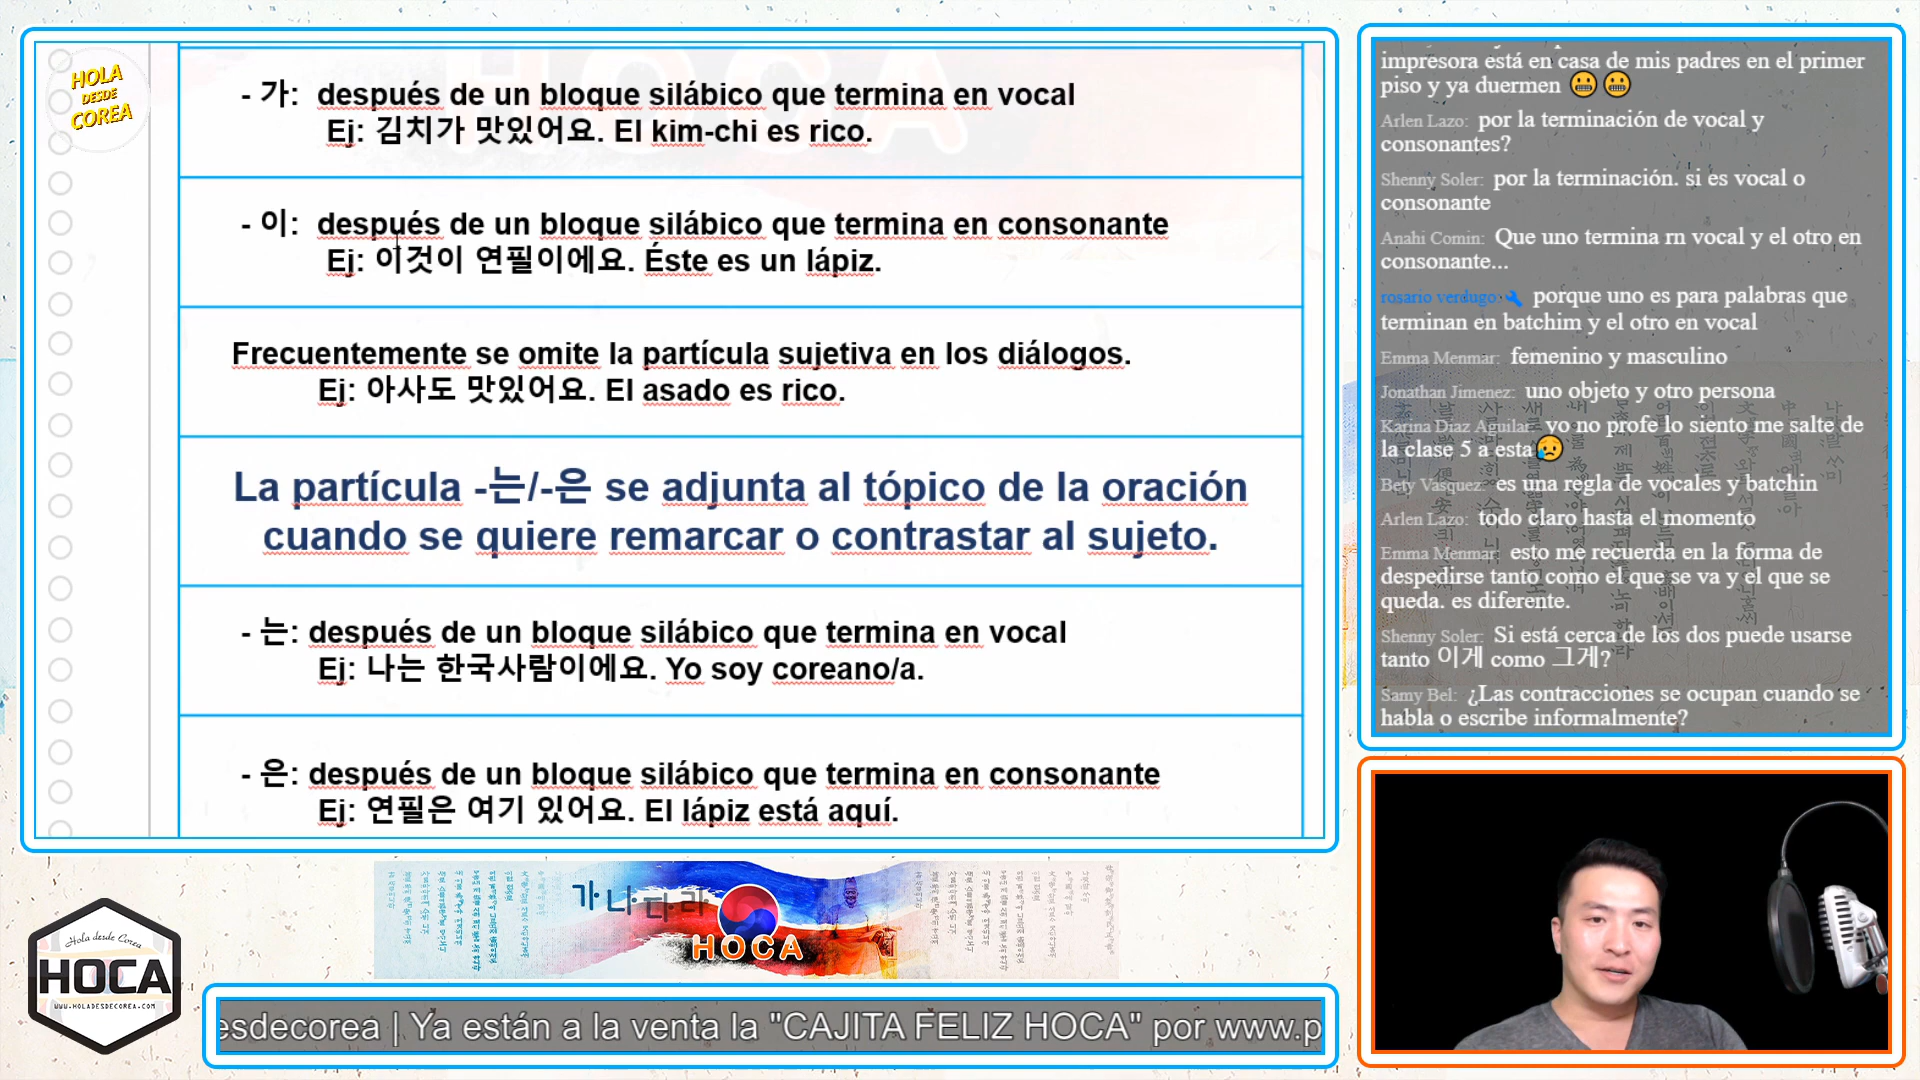 HOLA
DESDE
COREA
- 가: después de un bloque silábico que termina en vocal
Ej: 김치가 맛있어요. El kim-chi es rico.
- 이: después de un bloque silábico que termina en consonante
Ej: 이것이 연필이에요. Éste es un lápiz.
Frecuentemente se omite la partícula sujetiva en los diálogos.
Ej: 아사도 맛있어요. El asado es rico.
La partícula -는/-은 se adjunta al tópico de la oración
cuando se quiere remarcar o contrastar al sujeto.
- 는: después de un bloque silábico que termina en vocal
Ej: 나는 한국사람이에요. Yo soy coreano/a.
- 은: después de un bloque silábico que termina en consonante
Ej: 연필은 여기 있어요. El lápiz está aquí.
impresora está en casa de mis padres en el primer
piso y ya duermen 😬😬
Arlen Lazo: por la terminación de vocal y
consonantes?
Shenny Soler: por la terminación. si es vocal o
consonante
Anahi Comin: Que uno termina rn vocal y el otro en
consonante...
rosario verdugo porque uno es para palabras que
terminan en batchim y el otro en vocal
Emma Menmar: femenino y masculino
Jonathan Jimenez: uno objeto y otro persona
Karina Diaz Aguilar: yo no profe lo siento me salte de
la clase 5 a esta😥
Bety Vasquez: es una regla de vocales y batchin
Arlen Lazo: todo claro hasta el momento
Emma Menmar: esto me recuerda en la forma de
despedirse tanto como el que se va y el que se
queda. es diferente.
Shenny Soler: Si está cerca de los dos puede usarse
tanto 이게 como 그게?
Samy Bel: ¿Las contracciones se ocupan cuando se
habla o escribe informalmente?
가나다라
HOCA
Hola desde Corea
HOCA
WWW.HOLADESDECOREA.COM
esdecorea | Ya están a la venta la "CAJITA FELIZ HOCA" por www.p